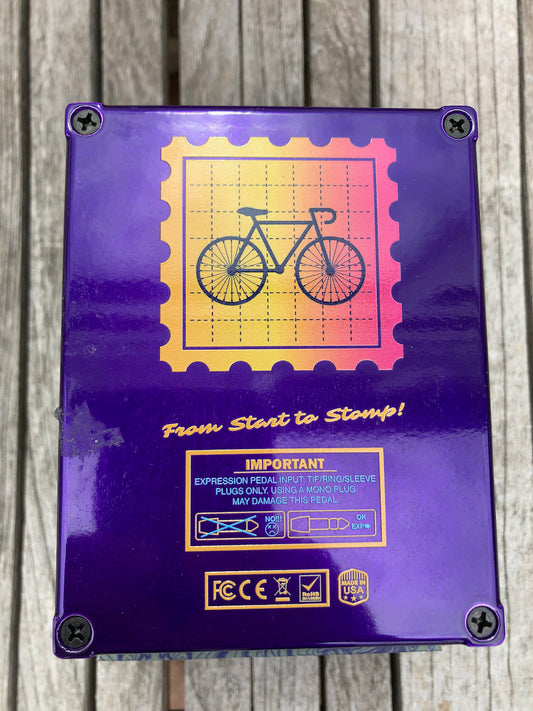 From Start to Stomp!
IMPORTANT
EXPRESSION PEDAL INPUT: TIP/RING/SLEEVE
PLUGS ONLY. USING A MONO PLUG
MAY DAMAGE THIS PEDAL.
NO!!!
OK
EXP
FC CE RoHS
MADE IN
USA